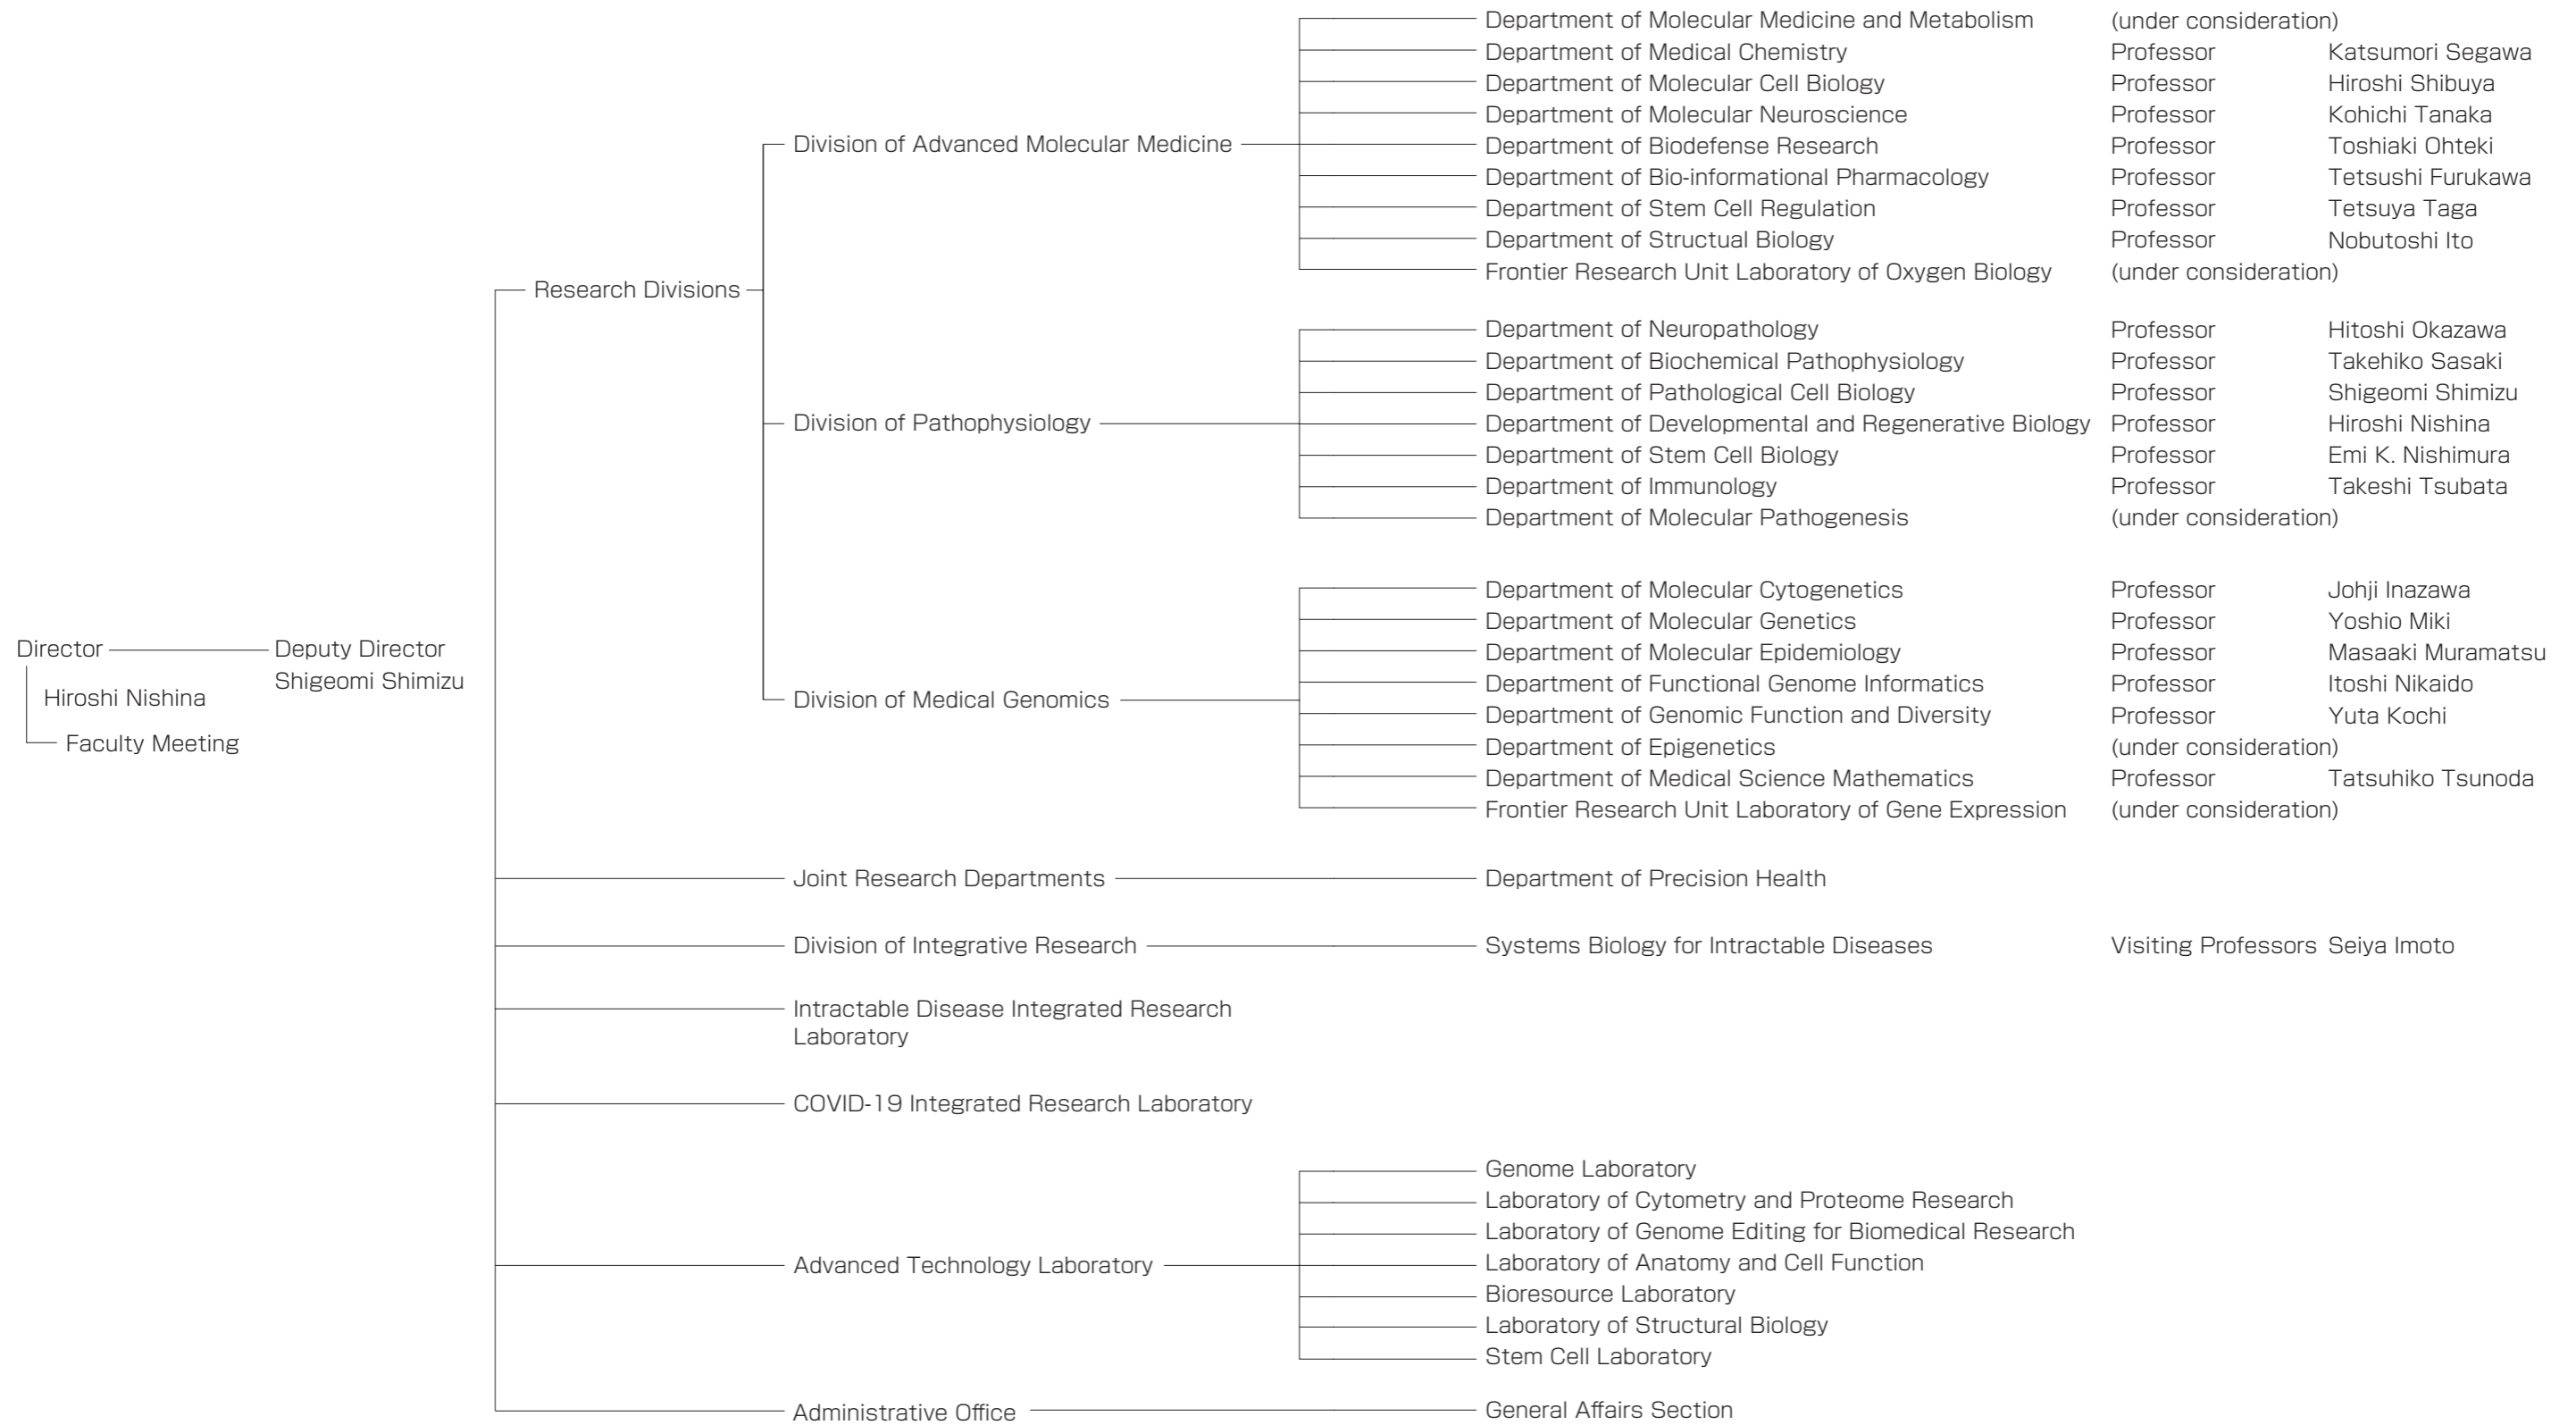 Director
Hiroshi Nishina
Faculty Meeting
Deputy Director
Shigeomi Shimizu
Research Divisions
Division of Advanced Molecular Medicine
Department of Molecular Medicine and Metabolism (under consideration)
Department of Medical Chemistry Professor Katsumori Segawa
Department of Molecular Cell Biology Professor Hiroshi Shibuya
Department of Molecular Neuroscience Professor Kohichi Tanaka
Department of Biodefense Research Professor Toshiaki Ohteki
Department of Bio-informational Pharmacology Professor Tetsushi Furukawa
Department of Stem Cell Regulation Professor Tetsuya Taga
Department of Structual Biology Professor Nobutoshi Ito
Frontier Research Unit Laboratory of Oxygen Biology (under consideration)
Division of Pathophysiology
Department of Neuropathology Professor Hitoshi Okazawa
Department of Biochemical Pathophysiology Professor Takehiko Sasaki
Department of Pathological Cell Biology Professor Shigeomi Shimizu
Department of Developmental and Regenerative Biology Professor Hiroshi Nishina
Department of Stem Cell Biology Professor Emi K. Nishimura
Department of Immunology Professor Takeshi Tsubata
Department of Molecular Pathogenesis (under consideration)
Division of Medical Genomics
Department of Molecular Cytogenetics Professor Johji Inazawa
Department of Molecular Genetics Professor Yoshio Miki
Department of Molecular Epidemiology Professor Masaaki Muramatsu
Department of Functional Genome Informatics Professor Itoshi Nikaido
Department of Genomic Function and Diversity Professor Yuta Kochi
Department of Epigenetics (under consideration)
Department of Medical Science Mathematics Professor Tatsuhiko Tsunoda
Frontier Research Unit Laboratory of Gene Expression (under consideration)
Joint Research Departments
Department of Precision Health
Division of Integrative Research
Systems Biology for Intractable Diseases Visiting Professors Seiya Imoto
Intractable Disease Integrated Research
Laboratory
COVID-19 Integrated Research Laboratory
Advanced Technology Laboratory
Genome Laboratory
Laboratory of Cytometry and Proteome Research
Laboratory of Genome Editing for Biomedical Research
Laboratory of Anatomy and Cell Function
Bioresource Laboratory
Laboratory of Structural Biology
Stem Cell Laboratory
Administrative Office
General Affairs Section